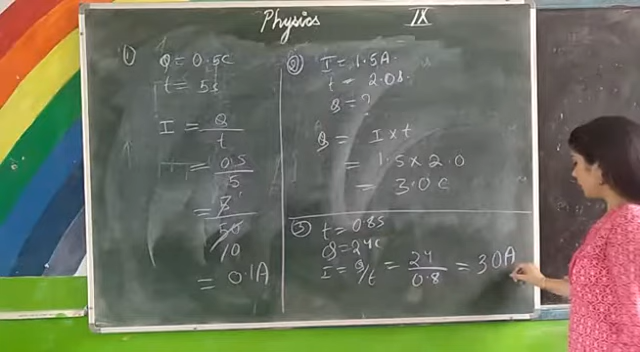 Physics IX
① Q = 0.5C
t = 5s
I = Q/t
= 0.5/5
= 5/50
10
= 0.1A
② I = 1.5A.
t = 2.0s.
Q = ?
Q = I × t
= 1.5 × 2.0
= 3.0 C
③ t = 0.8s
Q = 24C
I = Q/t = 24/0.8 = 30A